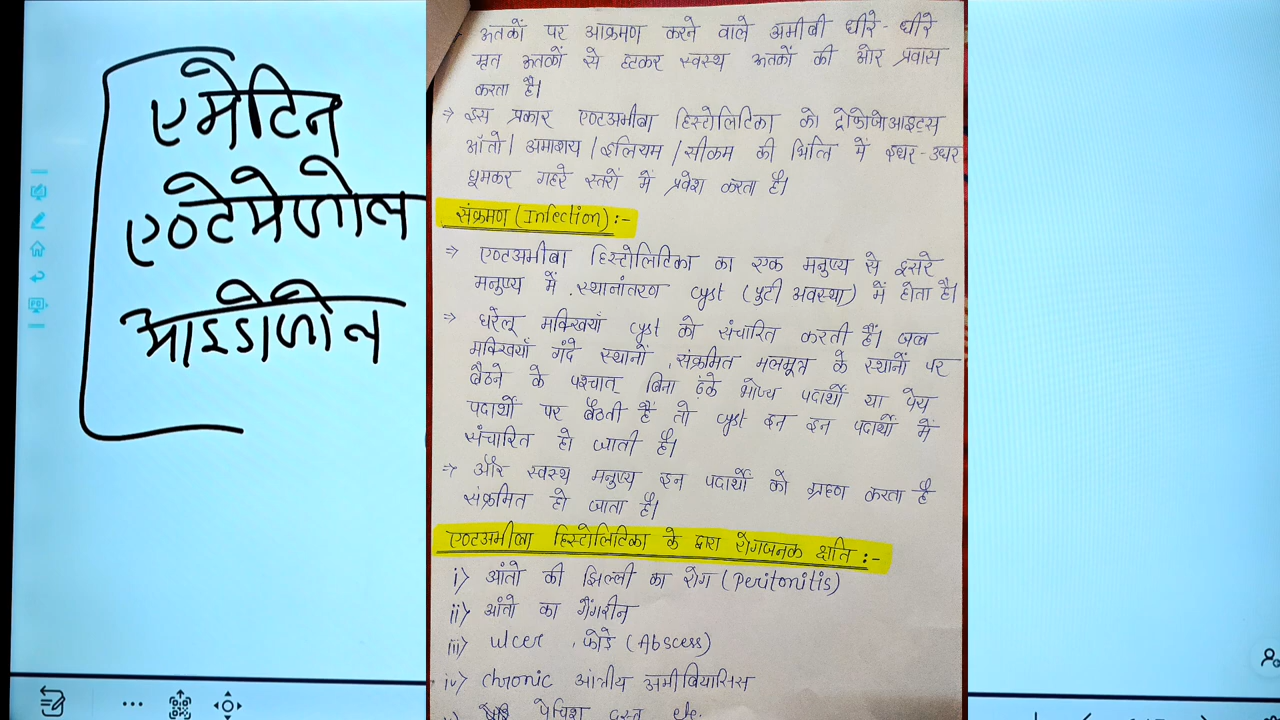 एमेटिन
एण्टेमेजोल
आइडाजोल
ऊतकों पर आक्रमण करने वाले अमीबी धीरे-धीरे
मृत ऊतकों से हटकर स्वस्थ ऊतकों की ओर प्रवास
करता है।
⇒ इस प्रकार एण्टअमीबा हिस्टोलिटिका को ट्रोफोजोआइट्स
आँतो/ अमाशय / इलियम / सीकम की भित्ति में इधर-उधर
घूमकर गहरे स्तरों में प्रवेश करता है।
संक्रमण (Infection) :-
⇒ एण्टअमीबा हिस्टोलिटिका का एक मनुष्य से दूसरे
मनुष्य में स्थानांतरण cyst (पुटी अवस्था) में होता है।
⇒ घरेलू मक्खियाँ cyst को संचारित करती हैं। जब
मक्खियाँ गंदे स्थानों, संक्रमित मलमूत्र के स्थानों पर
बैठने के पश्चात् बिना ढ़के भोज्य पदार्थों या पेय
पदार्थों पर बैठती हैं तो cyst इन इन पदार्थों में
संचारित हो जाती है।
⇒ और स्वस्थ मनुष्य इन पदार्थों को ग्रहण करता है
संक्रमित हो जाता है।
एण्टअमीबा हिस्टोलिटिका के द्वारा रोगजनक क्षति :-
i) आंतो की झिल्ली का रोग (Peritonitis)
ii) आंतो का गैंगरीन
iii) ulcer , फोड़े (Abscess)
iv) chronic आंत्रीय अमीबियासिस
पेचिश दस्त etc.